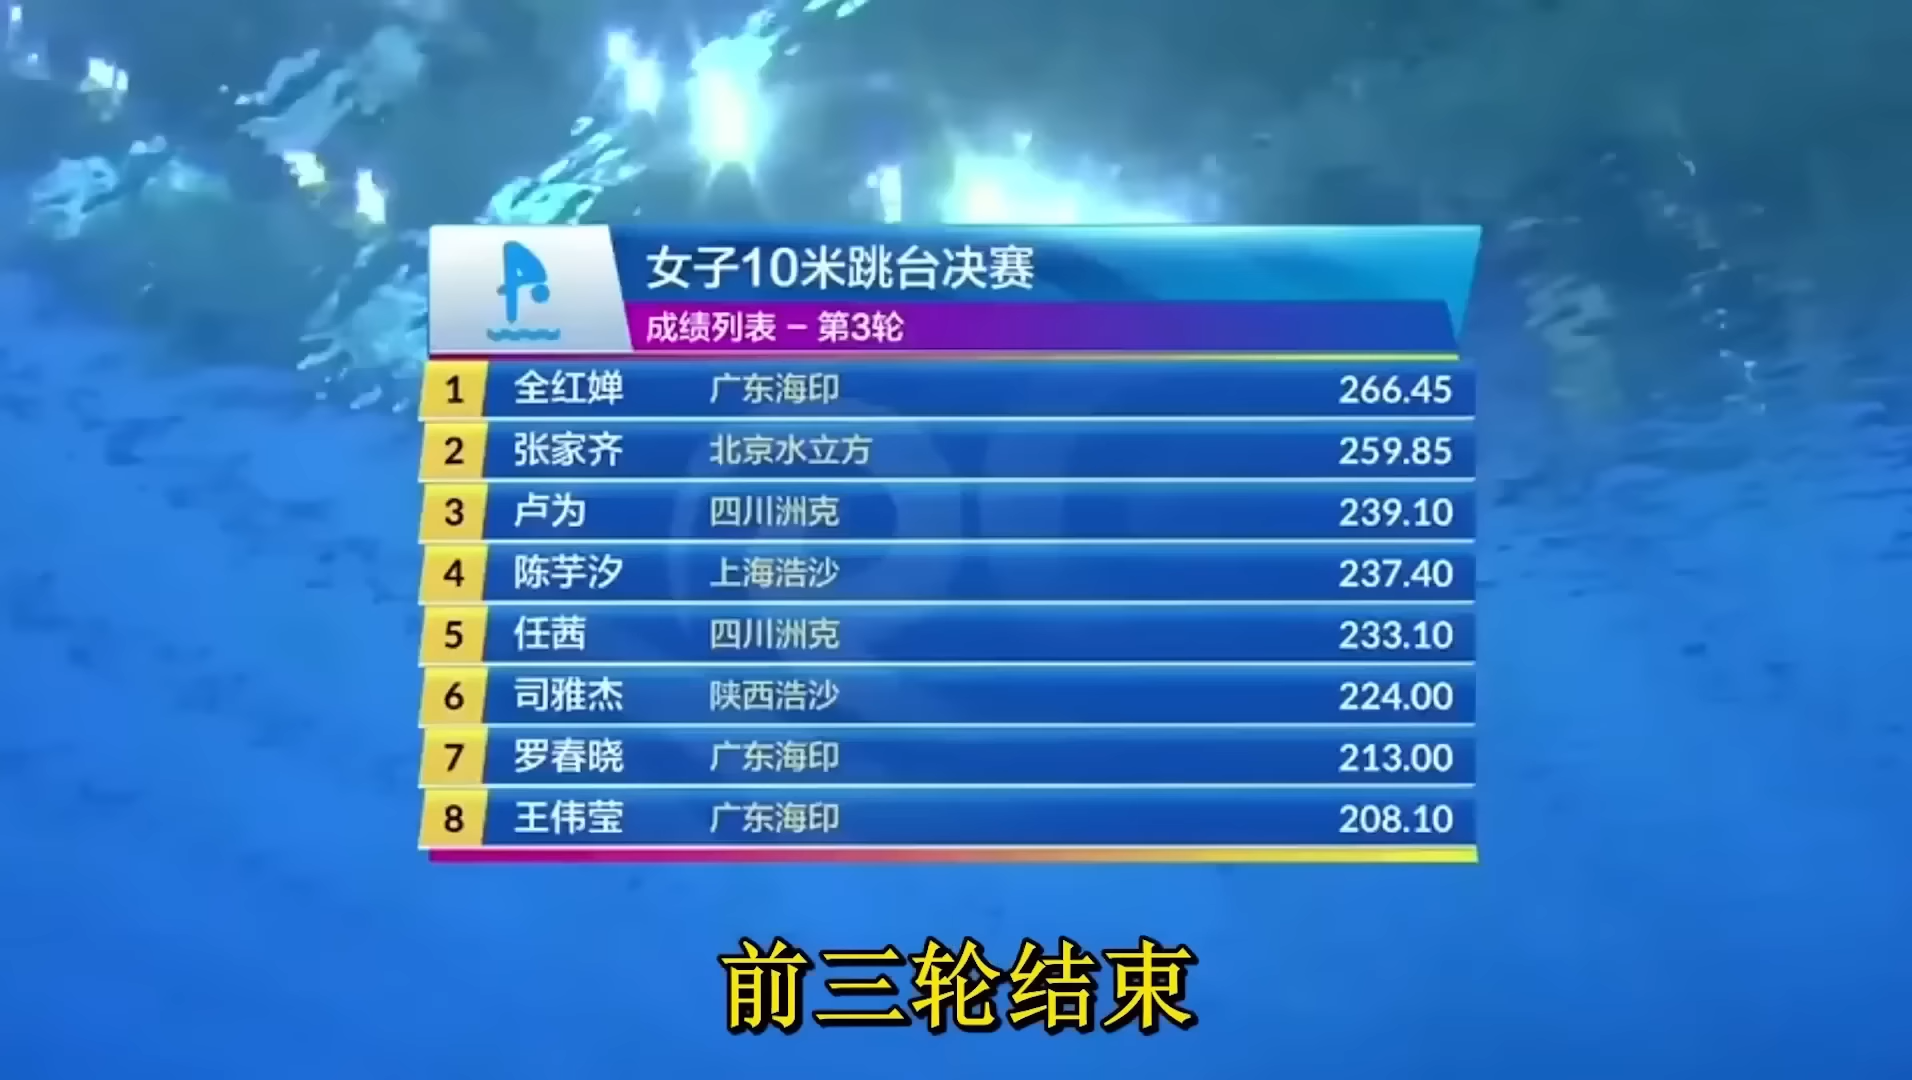 女子10米跳台决赛
成绩列表 – 第3轮
1 全红婵 广东海印 266.45
2 张家齐 北京水立方 259.85
3 卢为 四川洲克 239.10
4 陈芋汐 上海浩沙 237.40
5 任茜 四川洲克 233.10
6 司雅杰 陕西浩沙 224.00
7 罗春晓 广东海印 213.00
8 王伟莹 广东海印 208.10
前三轮结束